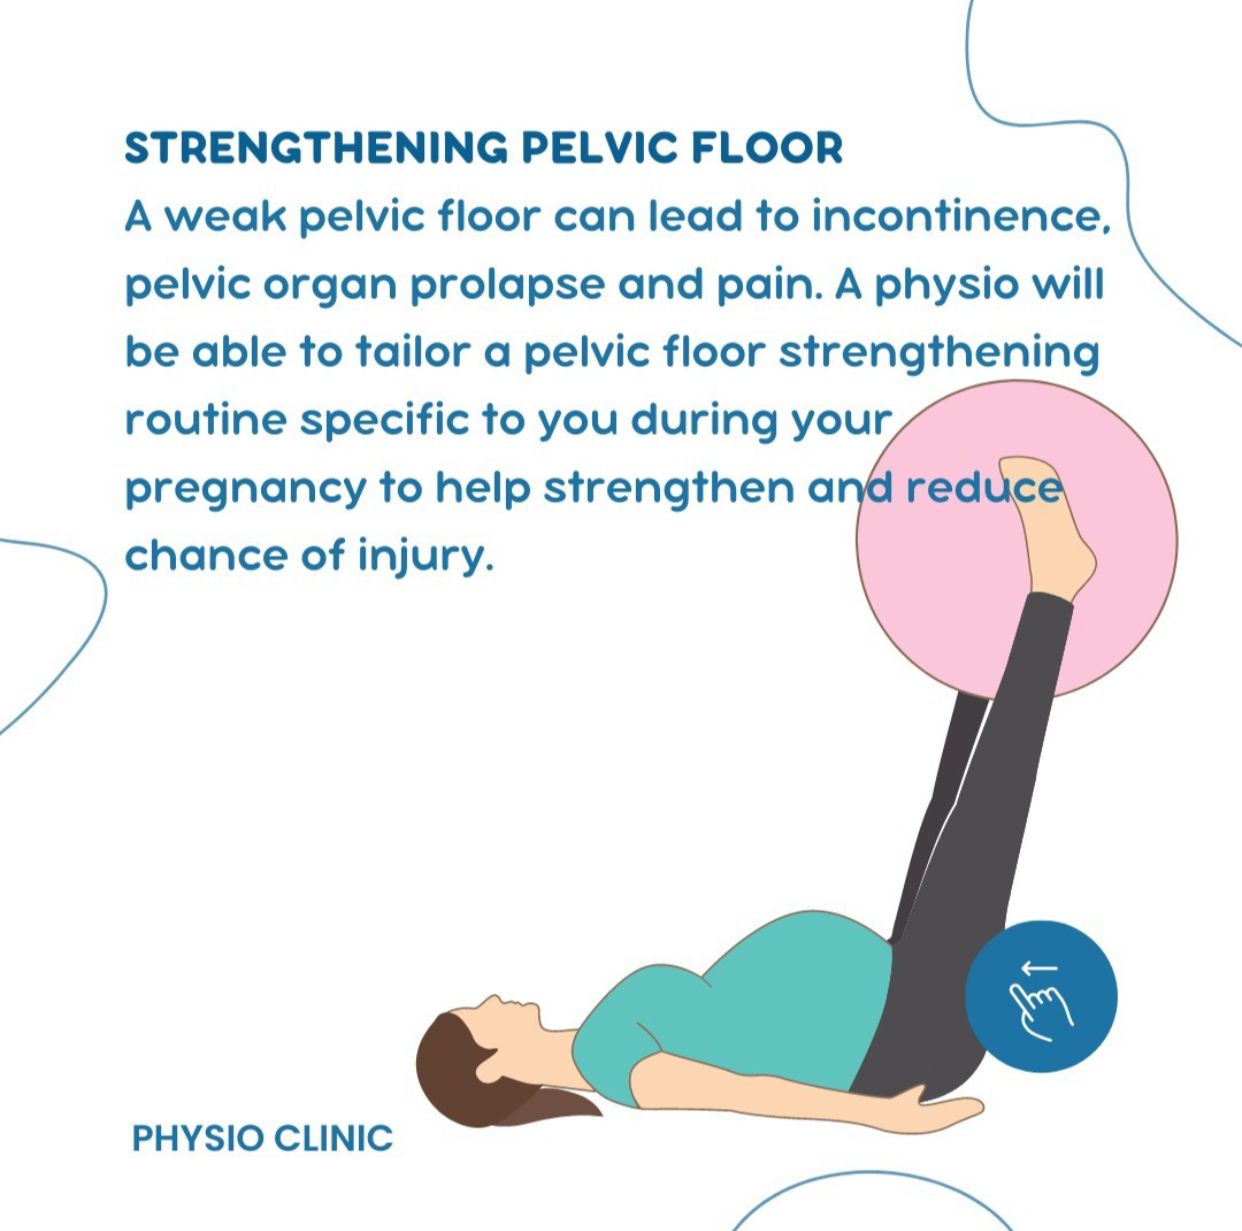 STRENGTHENING PELVIC FLOOR
A weak pelvic floor can lead to incontinence,
pelvic organ prolapse and pain. A physio will
be able to tailor a pelvic floor strengthening
routine specific to you during your
pregnancy to help strengthen and reduce
chance of injury.
PHYSIO CLINIC